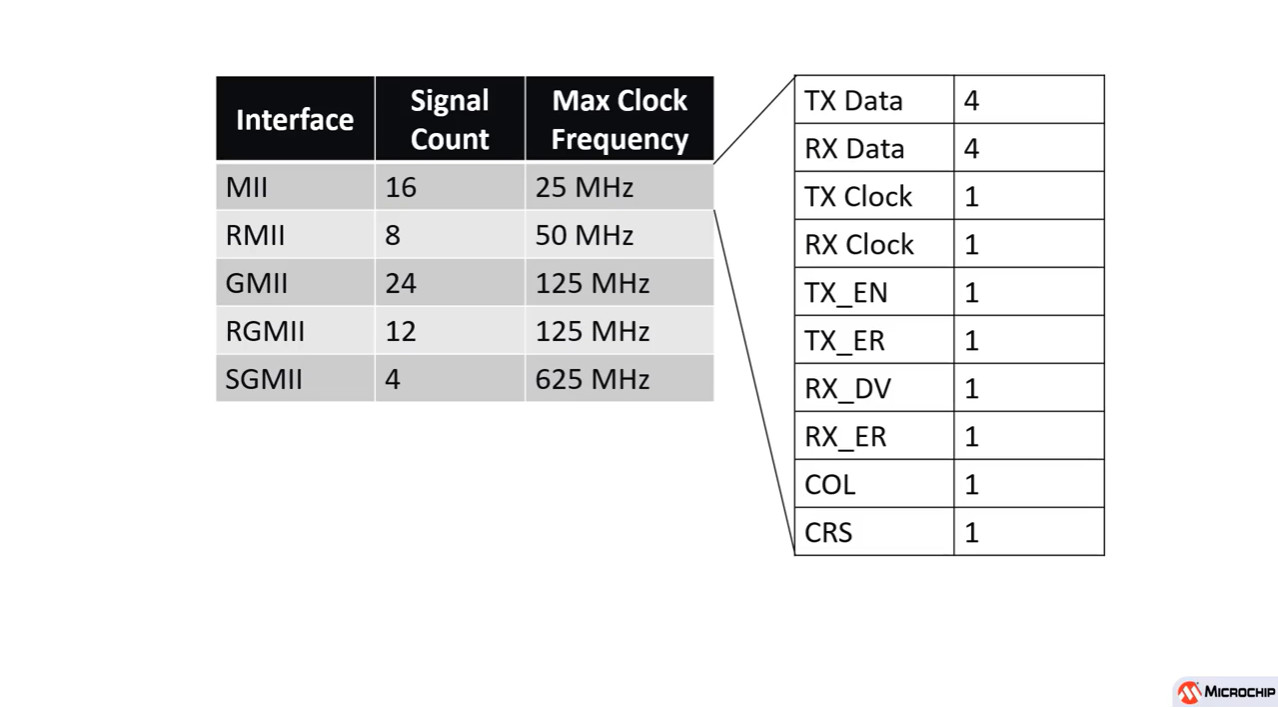 Interface Signal Count Max Clock Frequency
MII 16 25 MHz
RMII 8 50 MHz
GMII 24 125 MHz
RGMII 12 125 MHz
SGMII 4 625 MHz
TX Data 4
RX Data 4
TX Clock 1
RX Clock 1
TX_EN 1
TX_ER 1
RX_DV 1
RX_ER 1
COL 1
CRS 1
MICROCHIP